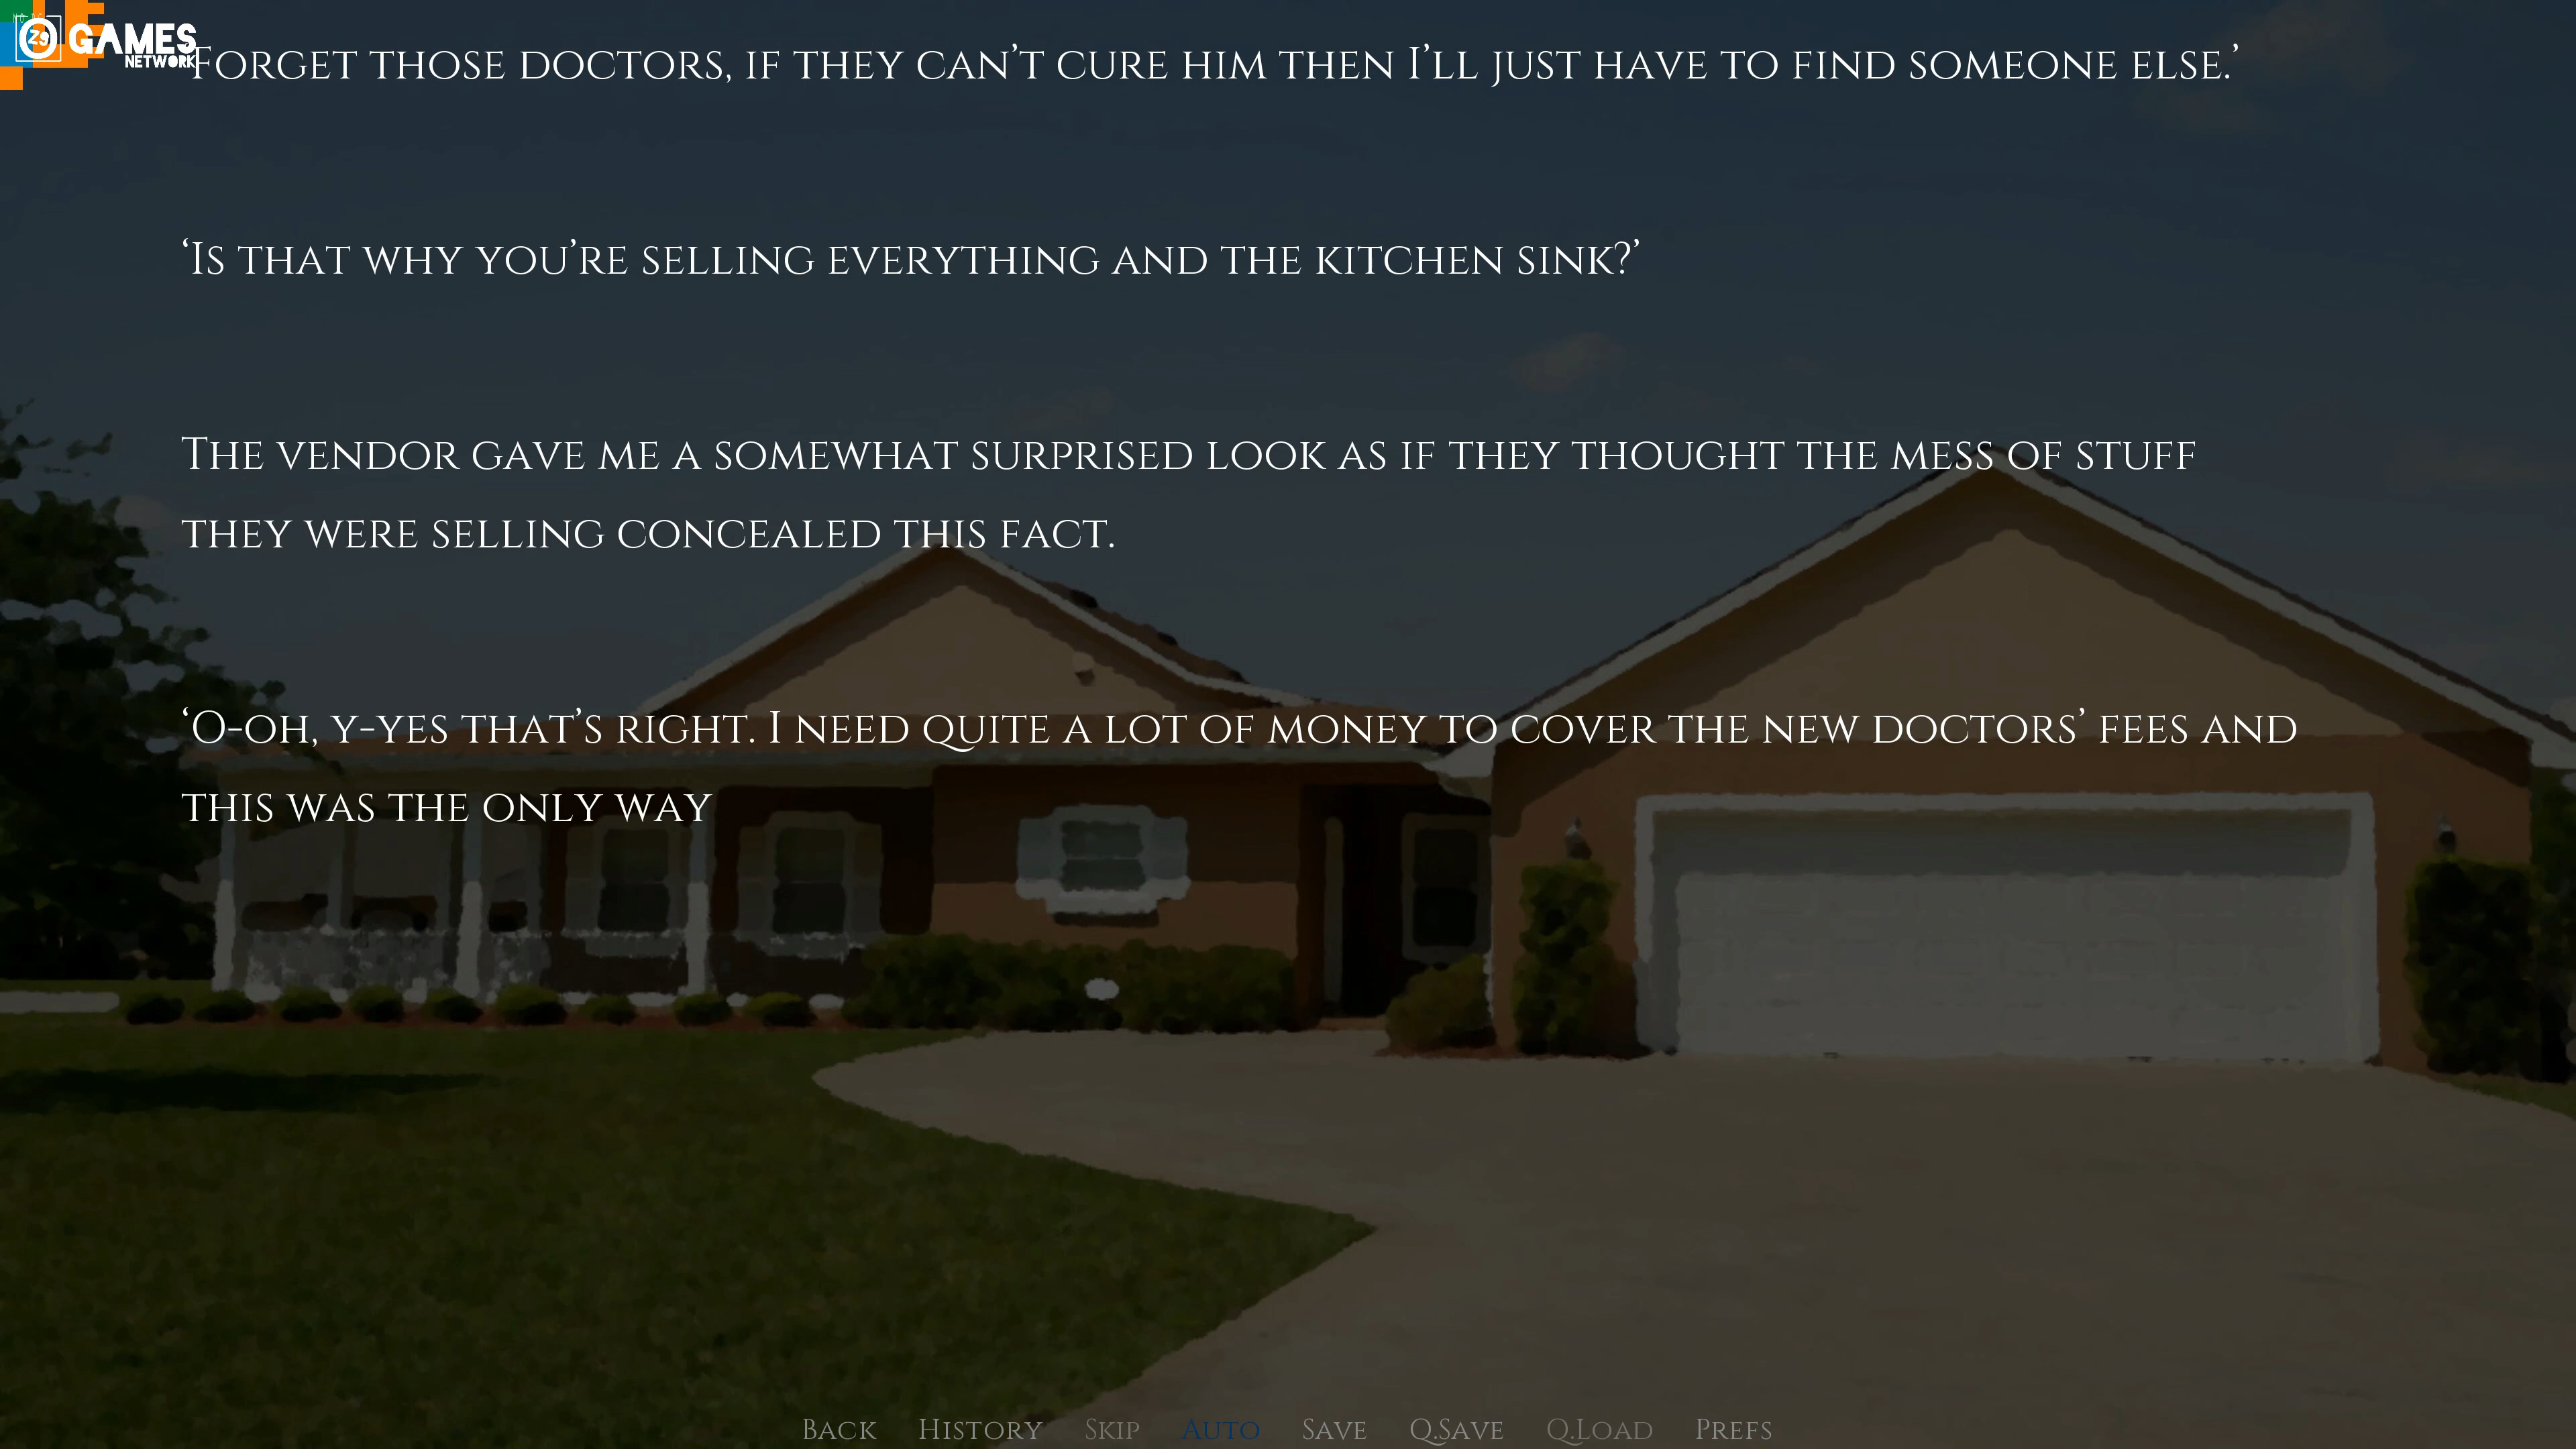 GAMES
NETWORK
Forget those doctors, if they can’t cure him then I’ll just have to find someone else.’
‘Is that why you’re selling everything and the kitchen sink?’
The vendor gave me a somewhat surprised look as if they thought the mess of stuff
they were selling concealed this fact.
‘O-oh, y-yes that’s right. I need quite a lot of money to cover the new doctors’ fees and
this was the only way
Back History Skip Auto Save Q.Save Q.Load Prefs